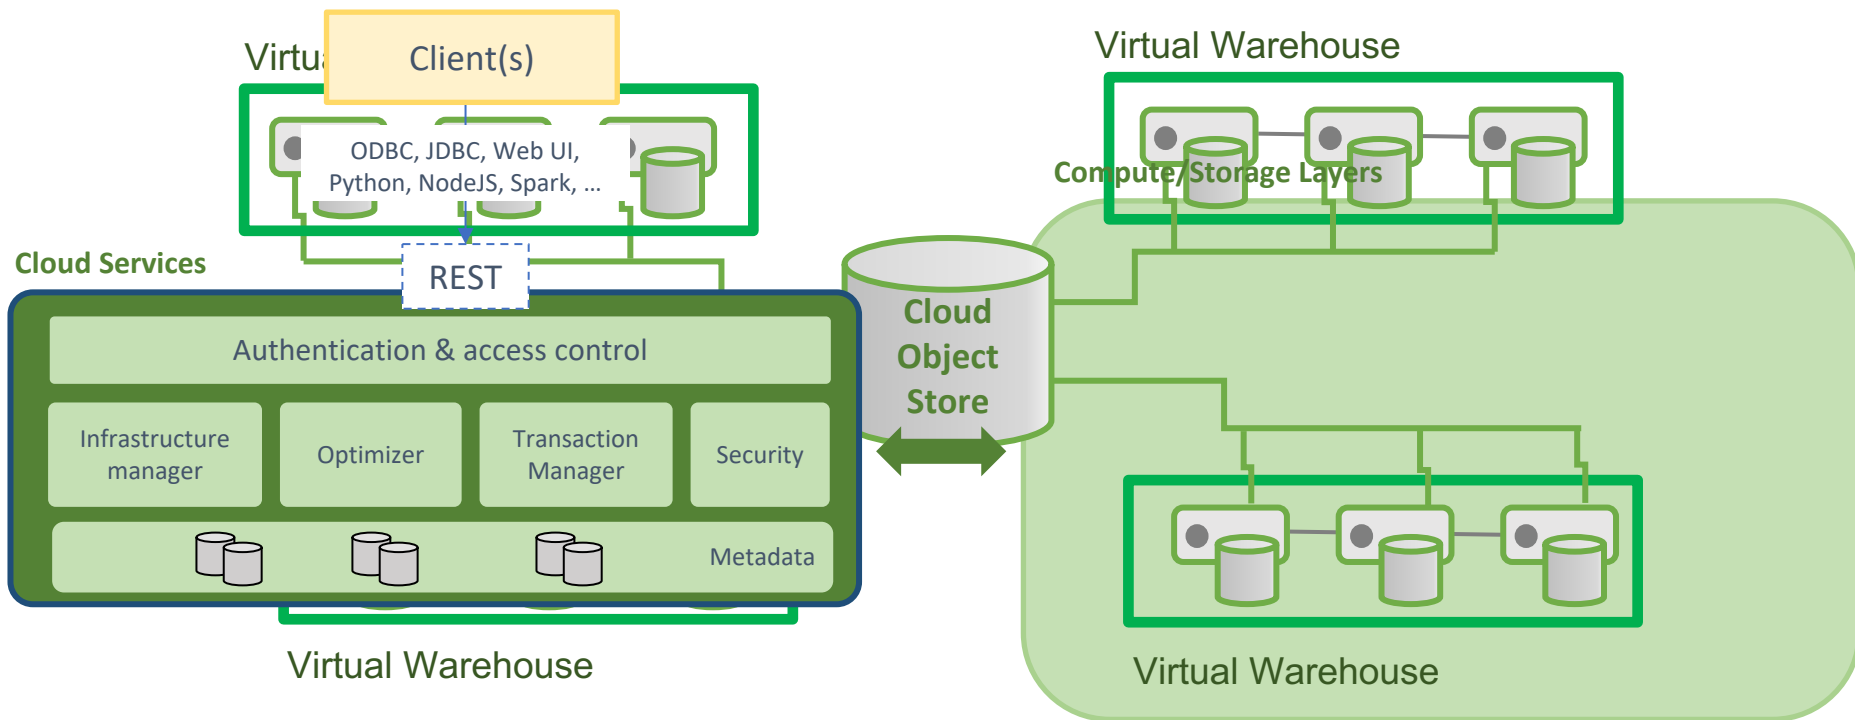 Virtual Warehouse
Virtu
Client(s)
ODBC, JDBC, Web UI,
Python, NodeJS, Spark, ...
Compute/Storage Layers
Cloud Services
REST
Cloud
Object
Store
Authentication & access control
Infrastructure
manager
Optimizer
Transaction
Manager
Security
Metadata
Virtual Warehouse
Virtual Warehouse